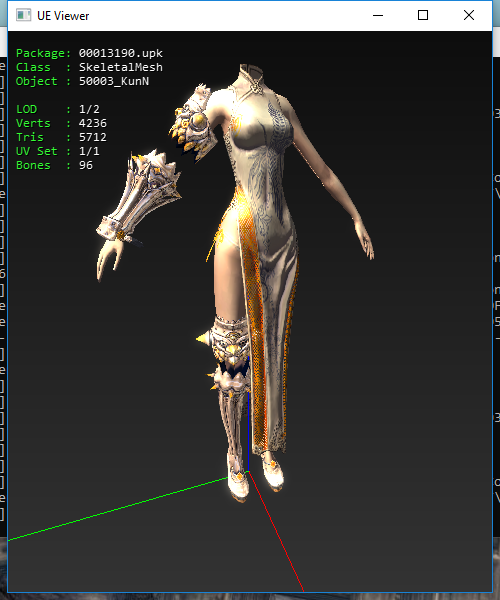 UE Viewer
Package: 00013190.upk
Class : SkeletalMesh
Object : 50003_KunN
LOD : 1/2
Verts : 4236
Tris : 5712
UV Set : 1/1
Bones : 96